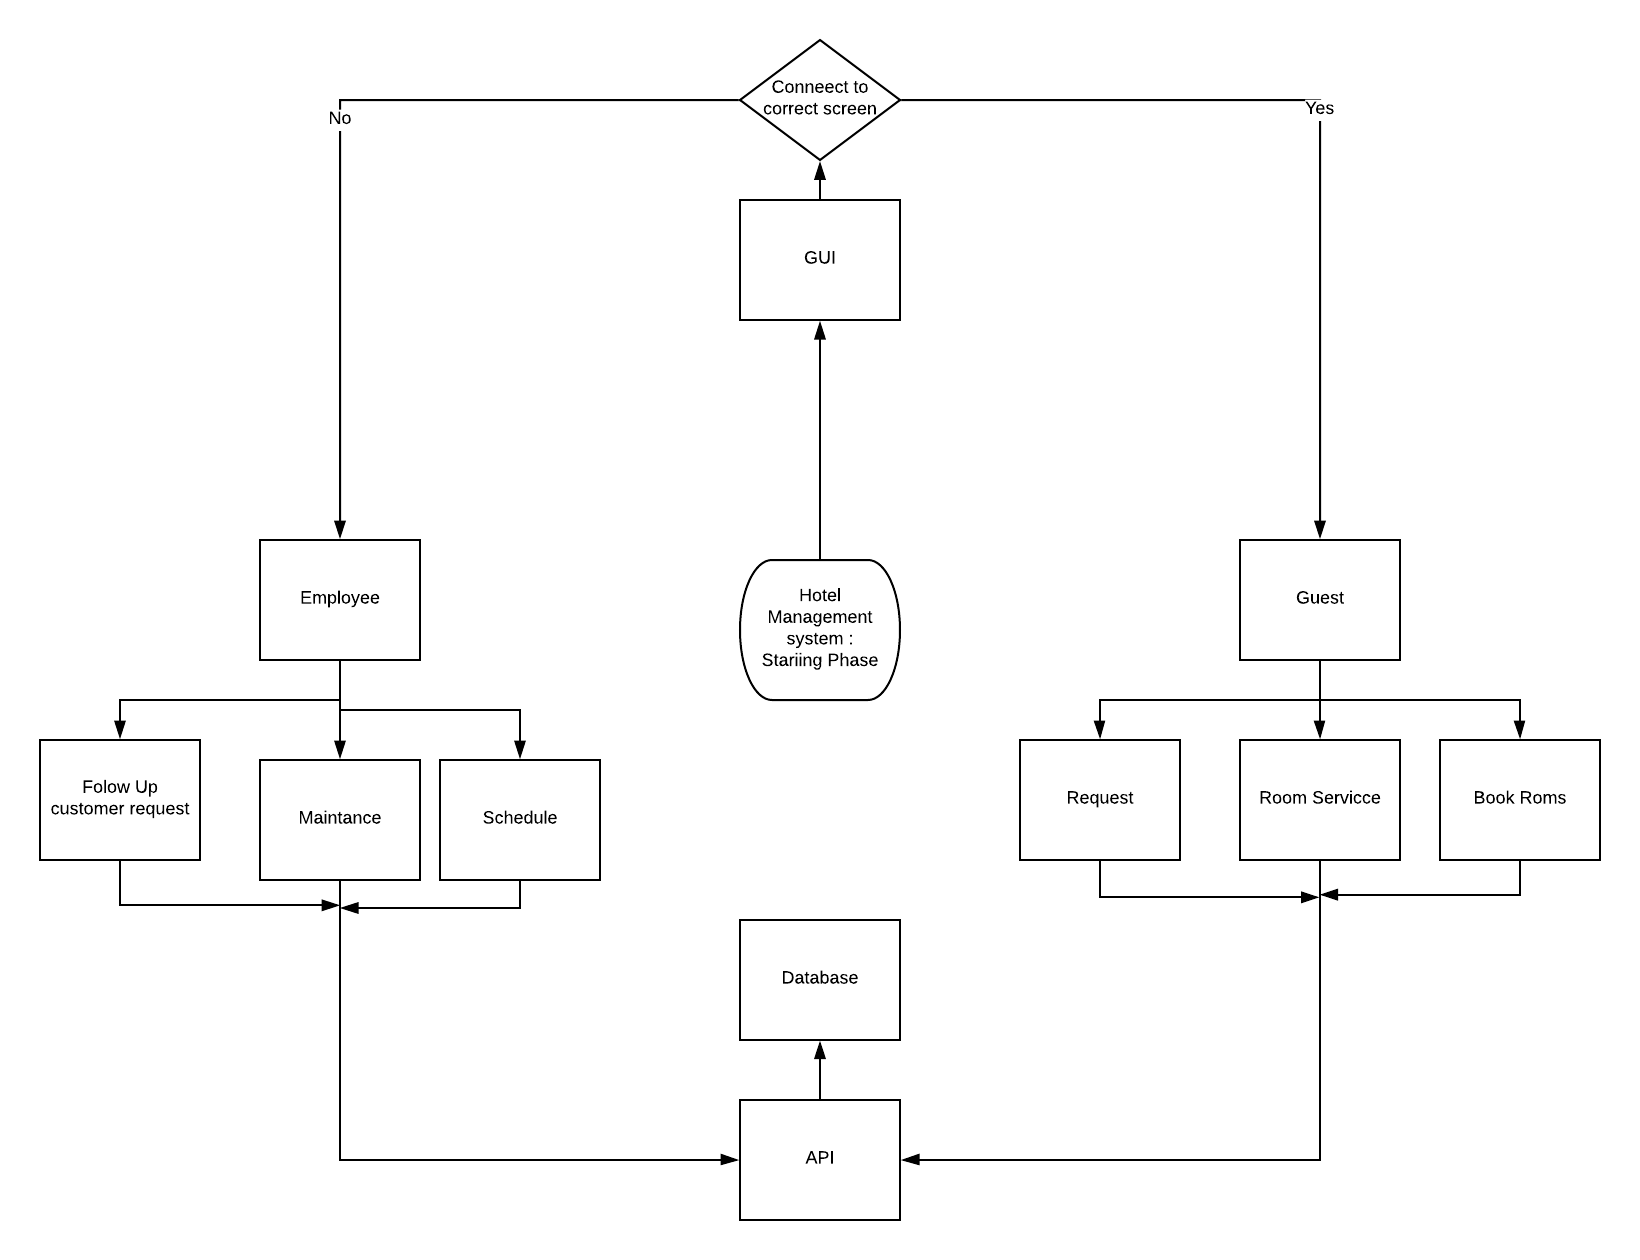 Conneect to
correct screen
No
Yes
GUI
Employee
Hotel
Management
system :
Stariing Phase
Guest
Folow Up
customer request
Maintance
Schedule
Request
Room Servicce
Book Roms
Database
API